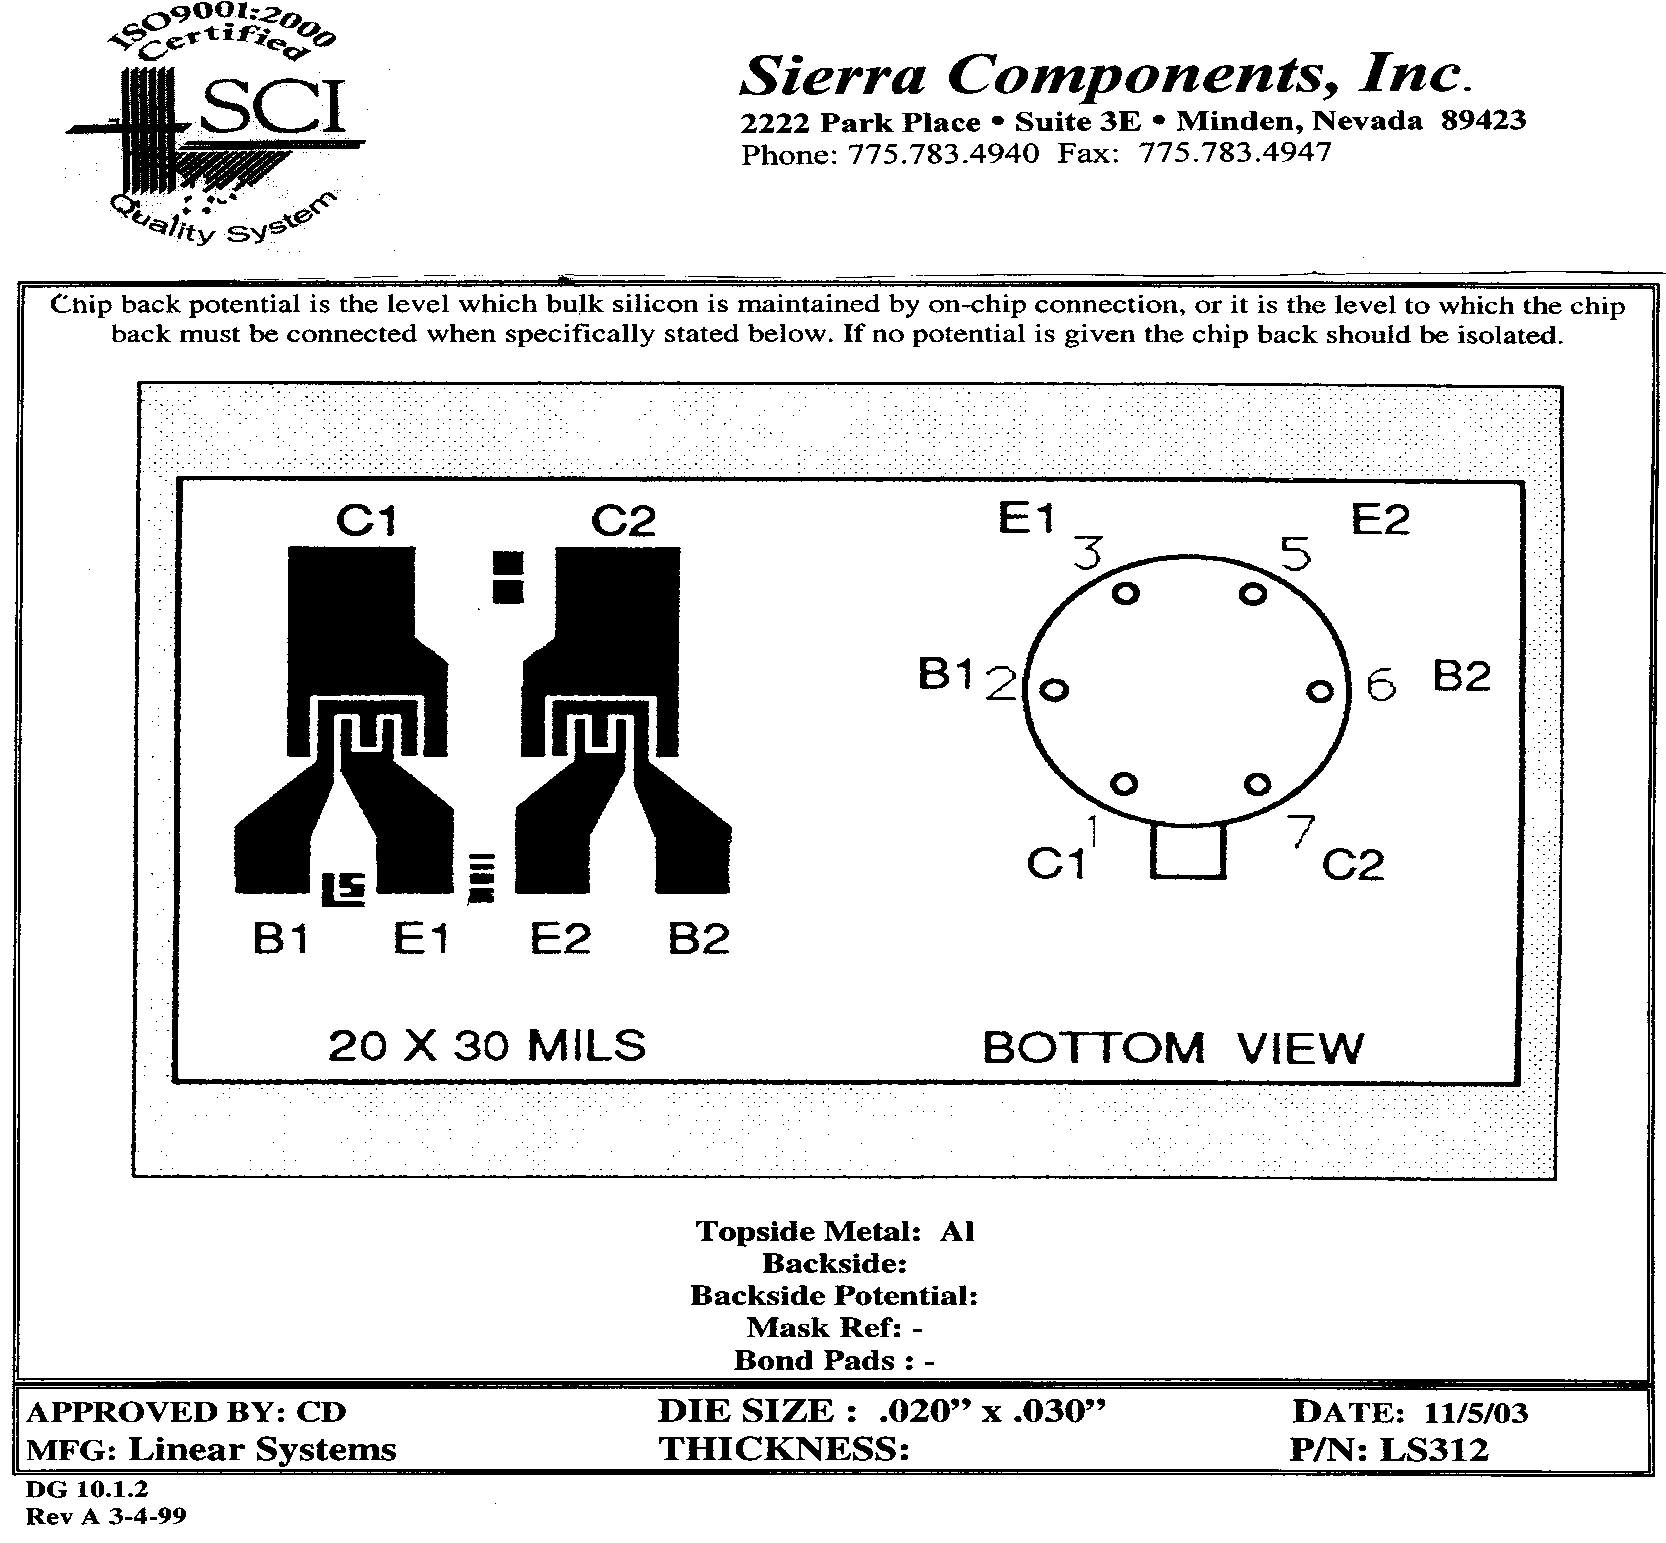 ISO9001:2000
Certified
SCI
Quality System
Sierra Components, Inc.
2222 Park Place • Suite 3E • Minden, Nevada 89423
Phone: 775.783.4940 Fax: 775.783.4947
Chip back potential is the level which bulk silicon is maintained by on-chip connection, or it is the level to which the chip
back must be connected when specifically stated below. If no potential is given the chip back should be isolated.
C1 C2
LS
B1 E1 E2 B2
20 X 30 MILS
E1 E2
3 5
B1 2 6 B2
1 7
C1 C2
BOTTOM VIEW
Topside Metal: Al
Backside:
Backside Potential:
Mask Ref: -
Bond Pads : -
APPROVED BY: CD DIE SIZE : .020” x .030” DATE: 11/5/03
MFG: Linear Systems THICKNESS: P/N: LS312
DG 10.1.2
Rev A 3-4-99